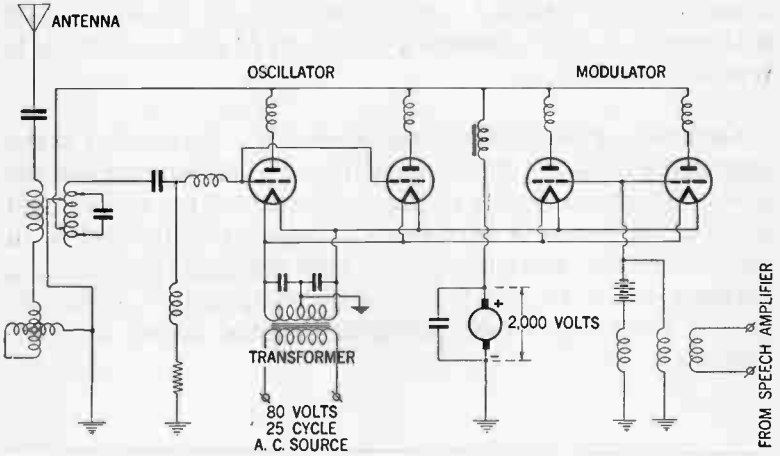 ANTENNA
OSCILLATOR
MODULATOR
+
2,000 VOLTS
-
TRANSFORMER
80 VOLTS
25 CYCLE
A. C. SOURCE
FROM SPEECH AMPLIFIER